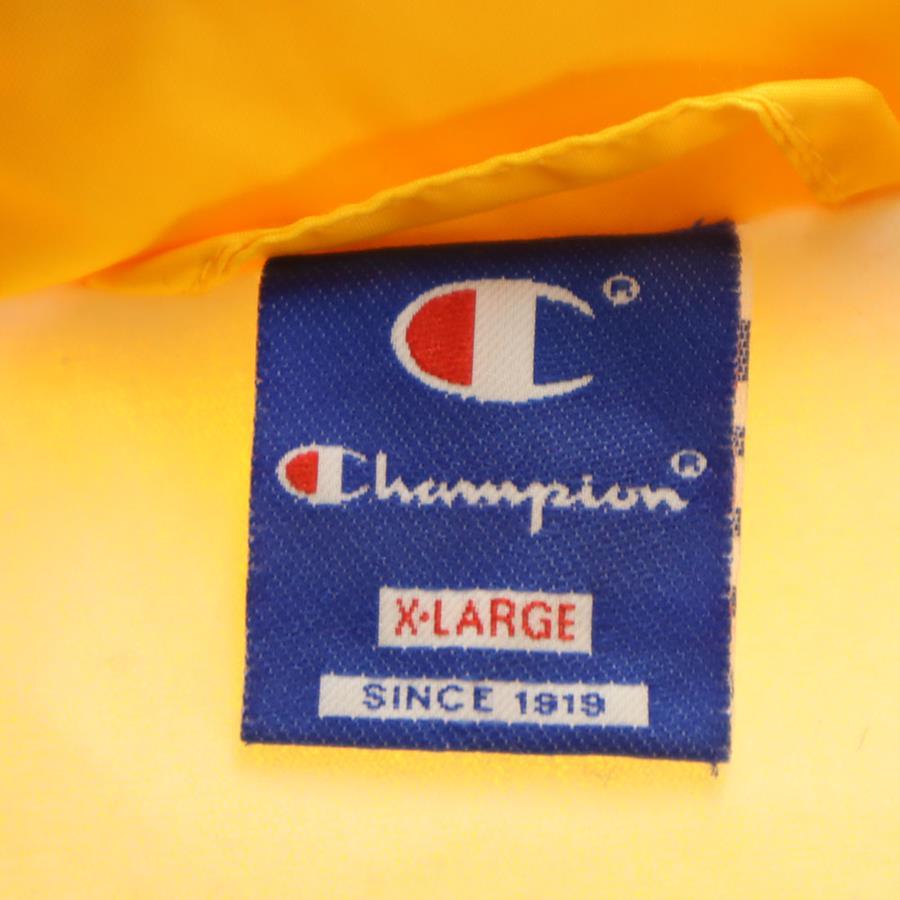 C®
Champion®
X·LARGE
SINCE 1919